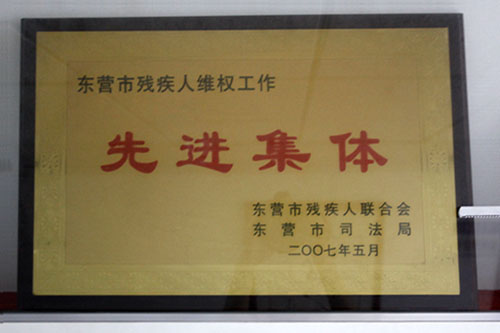 东营市残疾人维权工作
先进集体
东营市残疾人联合会
东营市司法局
二〇〇七年五月